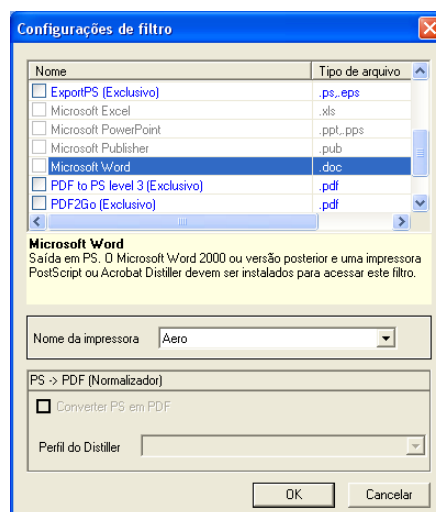 Configurações de filtro
Nome Tipo de arquivo
ExportPS (Exclusivo) .ps,.eps
Microsoft Excel .xls
Microsoft PowerPoint .ppt,.pps
Microsoft Publisher .pub
Microsoft Word .doc
PDF to PS level 3 (Exclusivo) .pdf
PDF2Go (Exclusivo) .pdf
Microsoft Word
Saída em PS. O Microsoft Word 2000 ou versão posterior e uma impressora
PostScript ou Acrobat Distiller devem ser instalados para acessar este filtro.
Nome da impressora Aero
PS -> PDF (Normalizador)
Converter PS em PDF
Perfil do Distiller
OK Cancelar